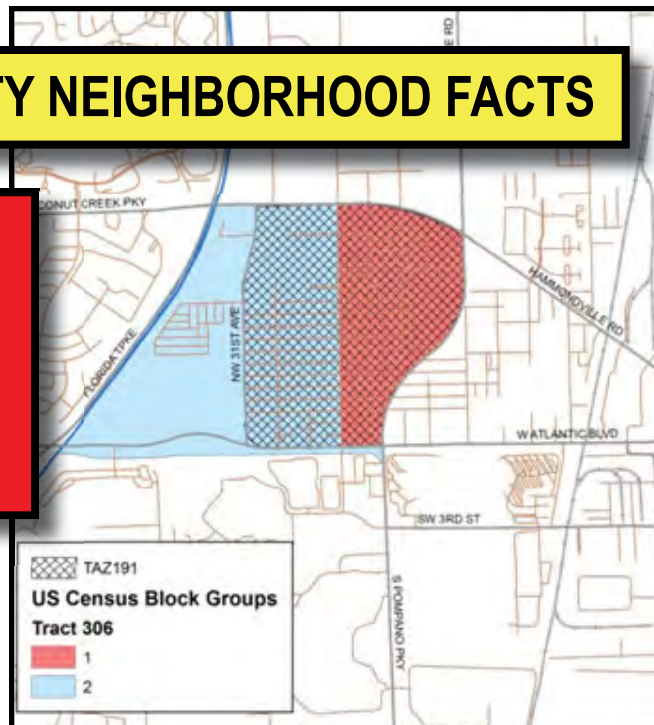 E RD
TY NEIGHBORHOOD FACTS
ONUT CREEK PKY
HAMMONDVILLE RD
FLORIDA TPKE
NW 31ST AVE
W ATLANTIC BLVD
SW 3RD ST
S POMPANO PKY
TAZ191
US Census Block Groups
Tract 306
1
2